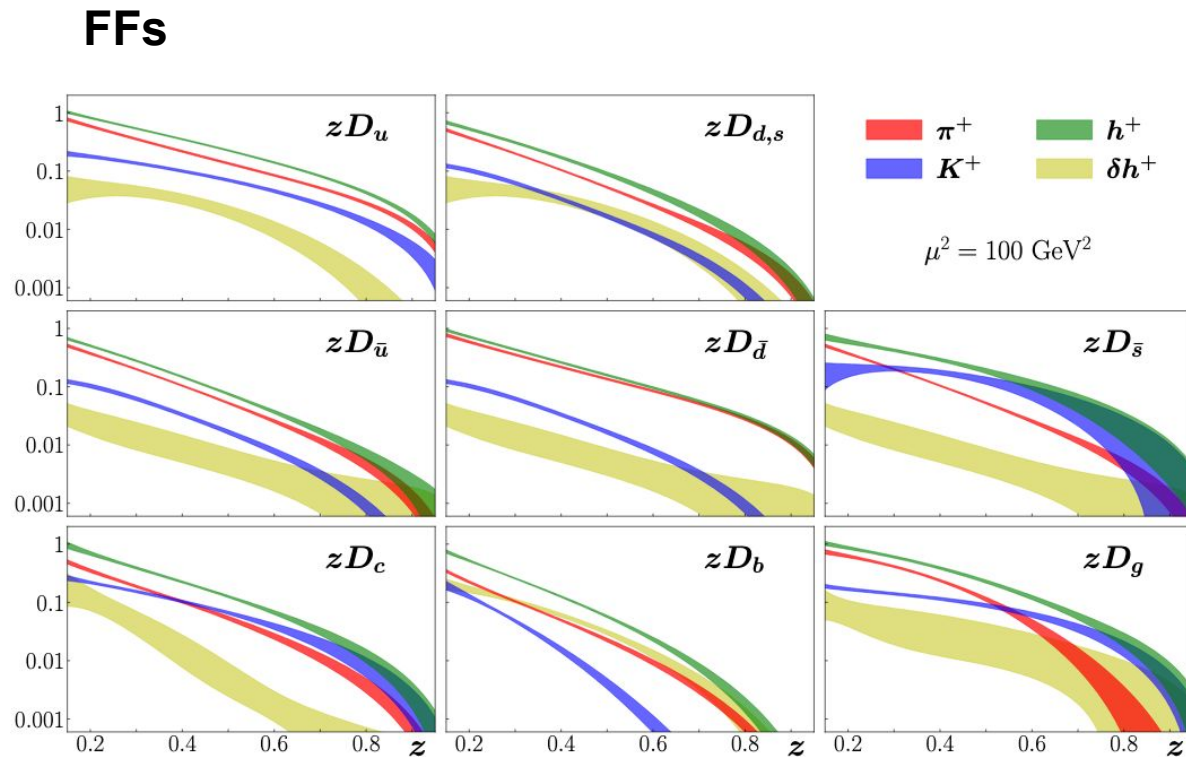 FFs
zD_u
zD_{d,s}
π⁺
h⁺
K⁺
δh⁺
μ² = 100 GeV²
1
0.1
0.01
0.001
zD_ū
zD_d̄
zD_s̄
1
0.1
0.01
0.001
zD_c
zD_b
zD_g
1
0.1
0.01
0.001
0.2 0.4 0.6 0.8 z
0.2 0.4 0.6 0.8 z
0.2 0.4 0.6 0.8 z